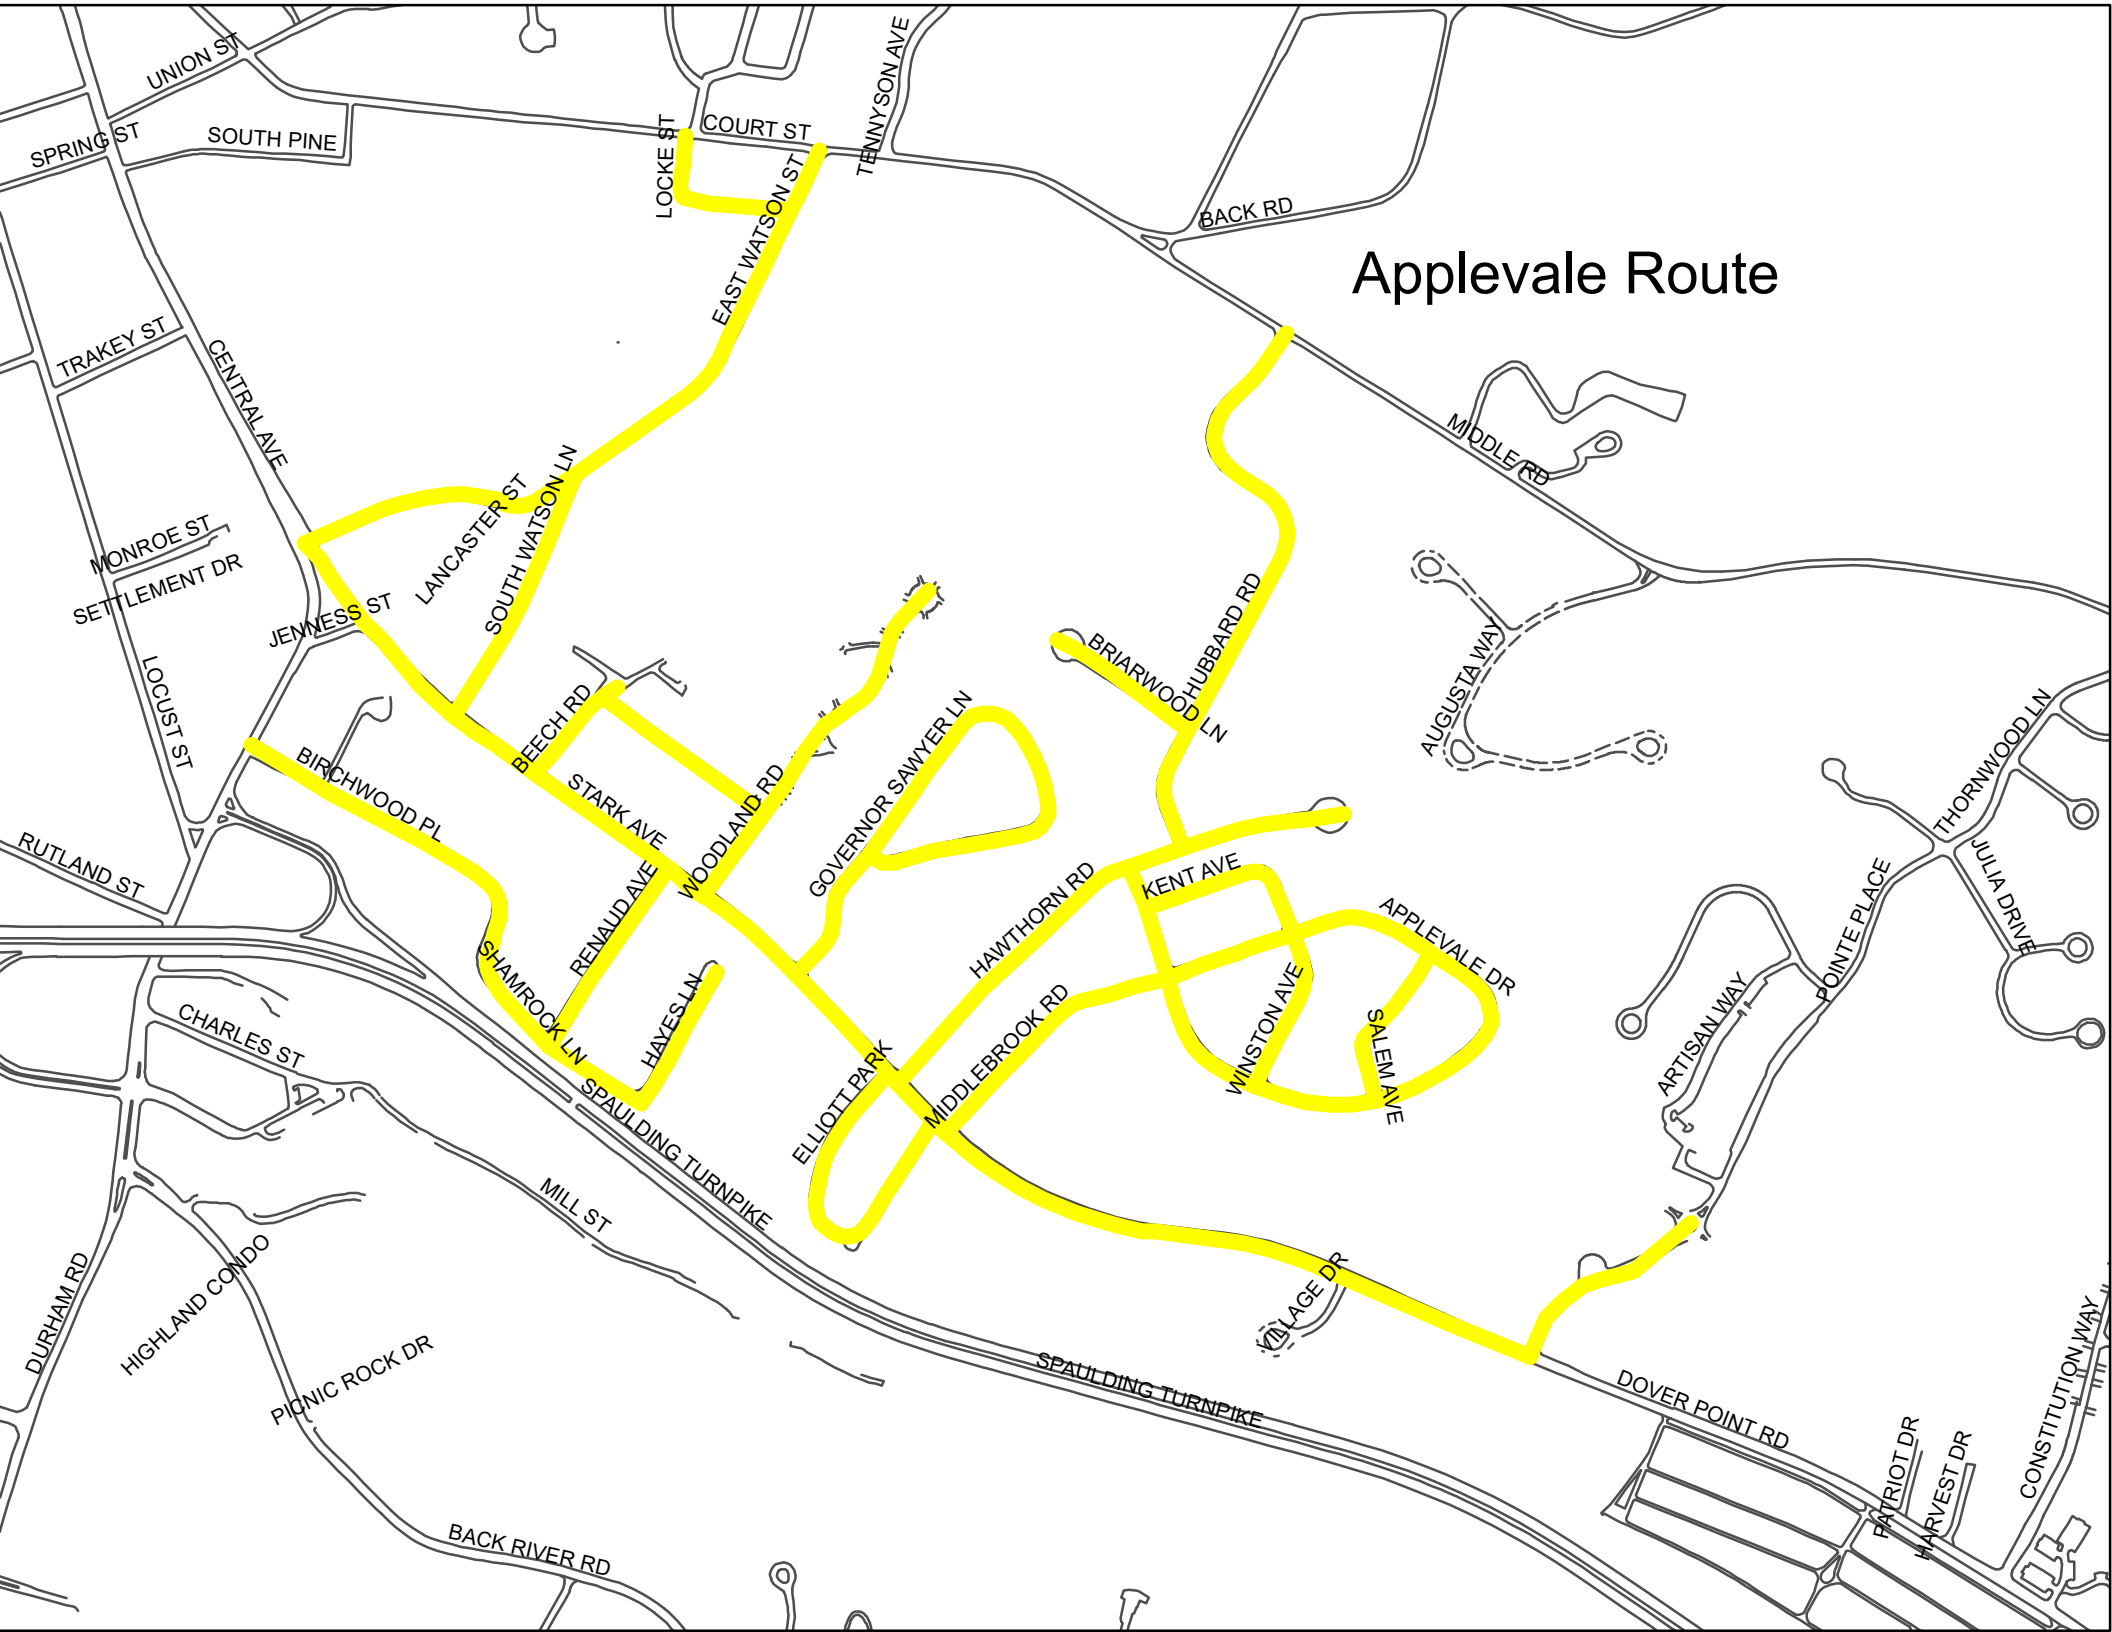 UNION ST
TENNYSON AVE
SPRING ST
SOUTH PINE
LOCKE ST
COURT ST
BACK RD
EAST WATSON ST
Applevale Route
TRAKEY ST
CENTRAL AVE
MIDDLE RD
LANCASTER ST
SOUTH WATSON LN
MONROE ST
SETTLEMENT DR
JENNESS ST
HUBBARD RD
BRIARWOOD LN
AUGUSTA WAY
LOCUST ST
BEECH RD
THORNWOOD LN
BIRCHWOOD PL
STARK AVE
WOODLAND RD
GOVERNOR SAWYER LN
RUTLAND ST
RENAUD AVE
HAWTHORN RD
KENT AVE
APPLEVALE DR
POINTE PLACE
JULIA DRIVE
SHAMROCK LN
HAYES LN
MIDDLEBROOK RD
WINSTON AVE
SALEM AVE
ARTISAN WAY
CHARLES ST
ELLIOTT PARK
SPAULDING TURNPIKE
MILL ST
DURHAM RD
HIGHLAND CONDO
VILLAGE DR
PICNIC ROCK DR
SPAULDING TURNPIKE
DOVER POINT RD
CONSTITUTION WAY
PATRIOT DR
HARVEST DR
BACK RIVER RD